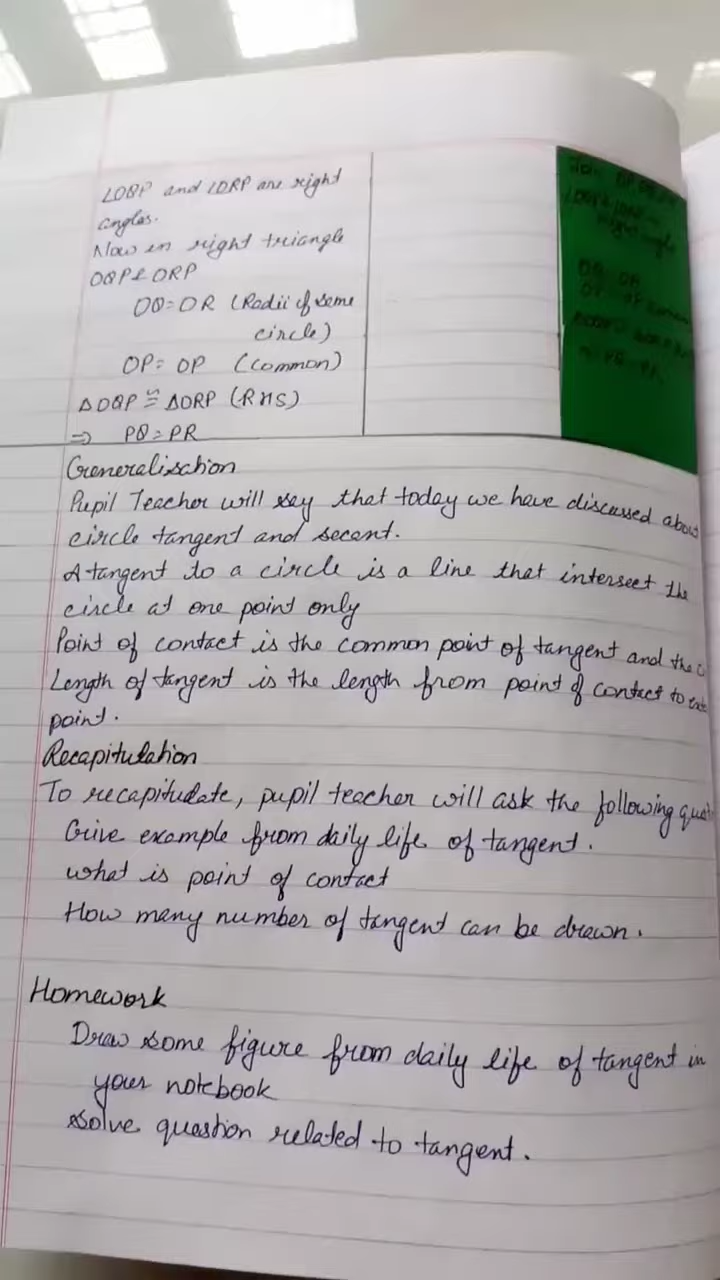 ∠OQP and ∠ORP are right
angles.
Now in right triangle
OQP & ORP
OQ = OR (Radii of same
circle)
OP = OP (common)
ΔOQP ≅ ΔORP (RHS)
⇒ PQ = PR
Generalisation
Pupil Teacher will say that today we have discussed about
circle tangent and secent.
A tangent to a circle is a line that intersect the
circle at one point only
Point of contact is the common point of tangent and the
Length of tangent is the length from point of contact to
point.
Recapitulation
To recapitulate, pupil teacher will ask the following
Give example from daily life of tangent.
what is point of contact
How many number of tangent can be drawn.
Homework
Draw some figure from daily life of tangent in
your notebook
solve question related to tangent.